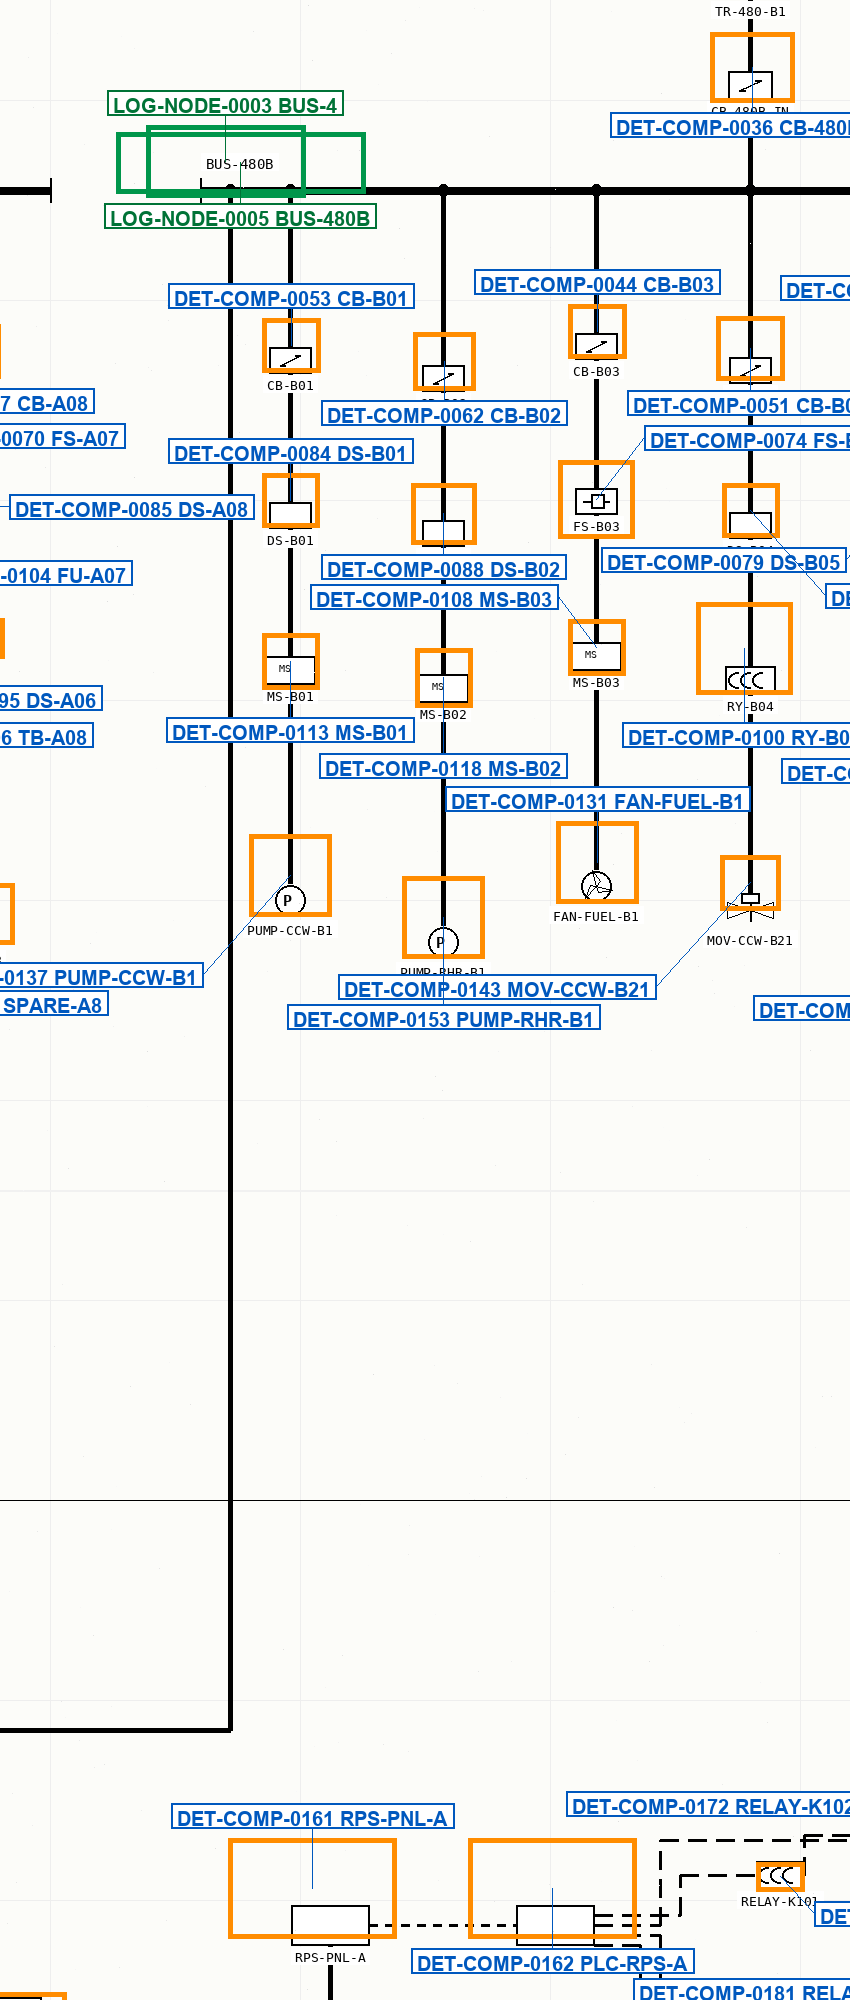 TR-480-B1
LOG-NODE-0003 BUS-4
DET-COMP-0036 CB-480
BUS-480B
LOG-NODE-0005 BUS-480B
DET-COMP-0053 CB-B01
DET-COMP-0044 CB-B03
DET-C
CB-B01
CB-B03
7 CB-A08
DET-COMP-0062 CB-B02
DET-COMP-0051 CB-B0
-0070 FS-A07
DET-COMP-0084 DS-B01
DET-COMP-0074 FS-
DET-COMP-0085 DS-A08
DS-B01
FS-B03
-0104 FU-A07
DET-COMP-0088 DS-B02
DET-COMP-0079 DS-B05
DET-COMP-0108 MS-B03
DE
MS
MS
MS
MS-B01
MS-B02
MS-B03
RY-B04
95 DS-A06
DET-COMP-0113 MS-B01
DET-COMP-0100 RY-B0
6 TB-A08
DET-COMP-0118 MS-B02
DET-C
DET-COMP-0131 FAN-FUEL-B1
P
PUMP-CCW-B1
FAN-FUEL-B1
P
MOV-CCW-B21
PUMP-RHR-B1
-0137 PUMP-CCW-B1
DET-COMP-0143 MOV-CCW-B21
SPARE-A8
DET-COMP-0153 PUMP-RHR-B1
DET-COM
DET-COMP-0172 RELAY-K102
DET-COMP-0161 RPS-PNL-A
RELAY-K101
DET
RPS-PNL-A
DET-COMP-0162 PLC-RPS-A
DET-COMP-0181 RELA